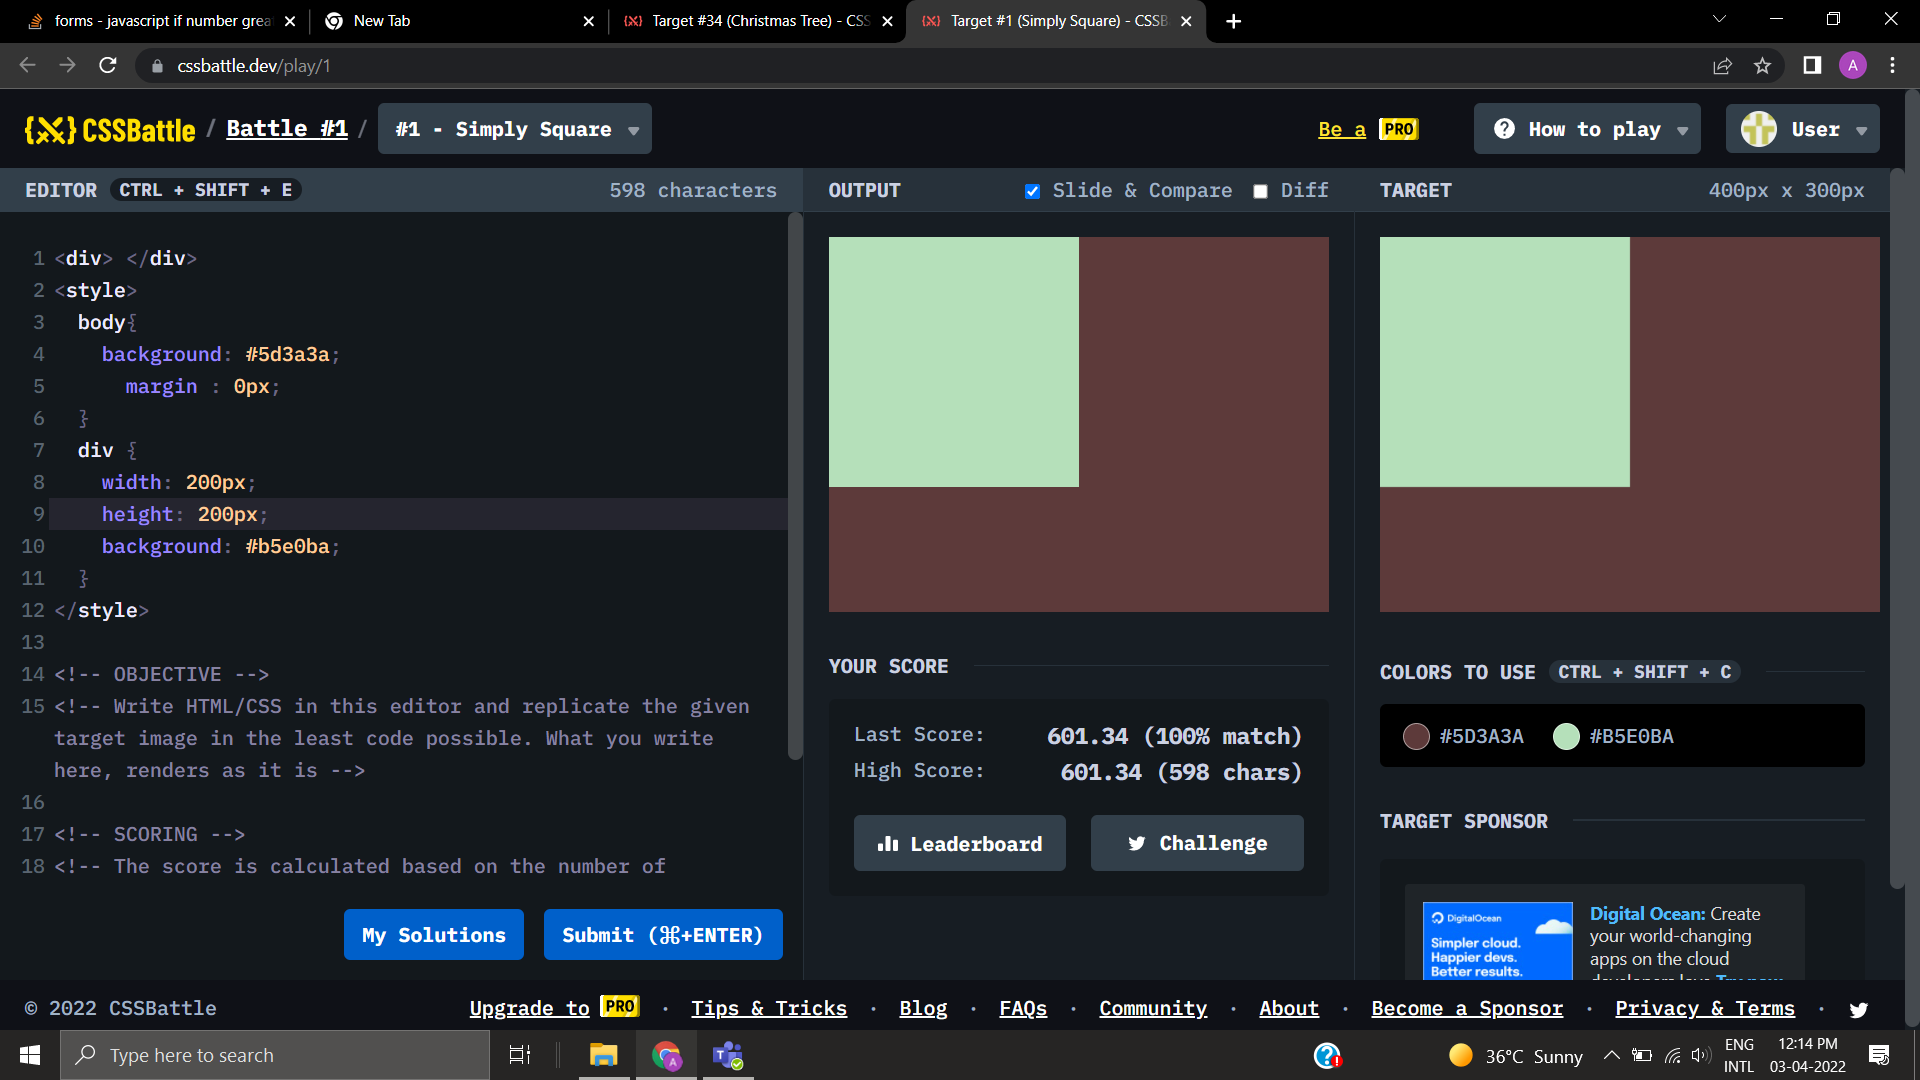 forms - javascript if number grea
New Tab
Target #34 (Christmas Tree) - CSS
Target #1 (Simply Square) - CSSB
cssbattle.dev/play/1
A
CSSBattle / Battle #1 / #1 - Simply Square
Be a PRO
How to play
User
EDITOR CTRL + SHIFT + E
598 characters
OUTPUT
Slide & Compare
Diff
TARGET
400px x 300px
1 <div> </div>
2 <style>
3 body{
4 background: #5d3a3a;
5 margin : 0px;
6 }
7 div {
8 width: 200px;
9 height: 200px;
10 background: #b5e0ba;
11 }
12 </style>
13
14 <!-- OBJECTIVE -->
15 <!-- Write HTML/CSS in this editor and replicate the given
target image in the least code possible. What you write
here, renders as it is -->
16
17 <!-- SCORING -->
18 <!-- The score is calculated based on the number of
My Solutions
Submit (⌘+ENTER)
YOUR SCORE
Last Score: 601.34 (100% match)
High Score: 601.34 (598 chars)
Leaderboard
Challenge
COLORS TO USE CTRL + SHIFT + C
#5D3A3A #B5E0BA
TARGET SPONSOR
DigitalOcean
Simpler cloud.
Happier devs.
Better results.
Digital Ocean: Create
your world-changing
apps on the cloud
© 2022 CSSBattle
Upgrade to PRO · Tips & Tricks · Blog · FAQs · Community · About · Become a Sponsor · Privacy & Terms ·
Type here to search
36°C Sunny
ENG
INTL
12:14 PM
03-04-2022